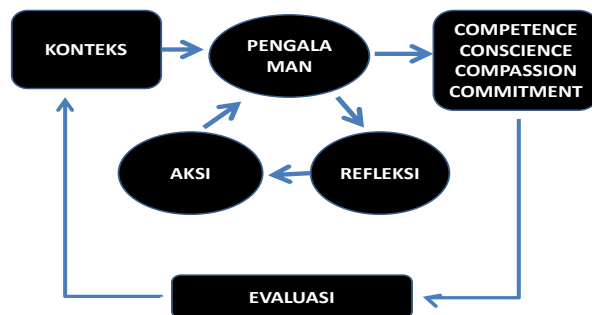 KONTEKS
PENGALA
MAN
COMPETENCE
CONSCIENCE
COMPASSION
COMMITMENT
AKSI
REFLEKSI
EVALUASI